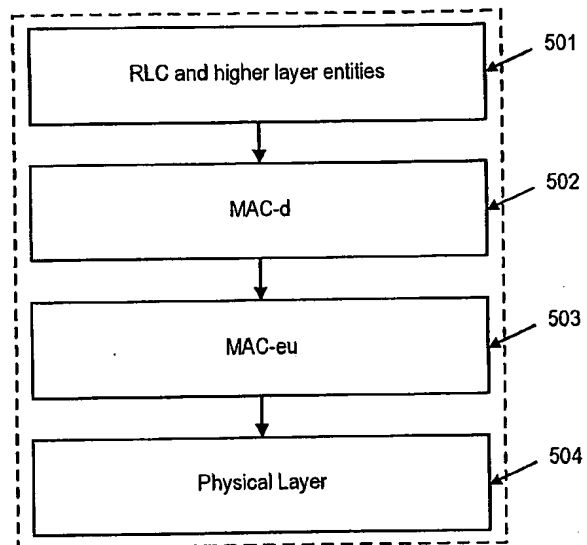 RLC and higher layer entities
501
MAC-d
502
MAC-eu
503
Physical Layer
504